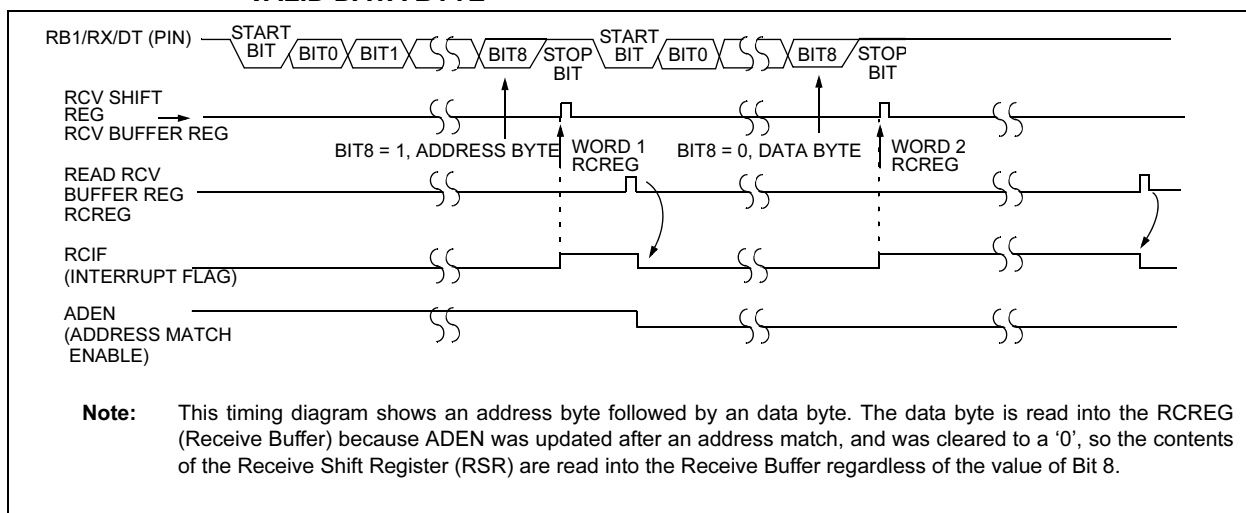 RB1/RX/DT (PIN)
START
BIT
BIT0
BIT1
BIT8
STOP
BIT
START
BIT
BIT0
BIT8
STOP
BIT
RCV SHIFT
REG
RCV BUFFER REG
BIT8 = 1, ADDRESS BYTE
WORD 1
RCREG
BIT8 = 0, DATA BYTE
WORD 2
RCREG
READ RCV
BUFFER REG
RCREG
RCIF
(INTERRUPT FLAG)
ADEN
(ADDRESS MATCH
ENABLE)
Note: This timing diagram shows an address byte followed by an data byte. The data byte is read into the RCREG
(Receive Buffer) because ADEN was updated after an address match, and was cleared to a ‘0’, so the contents
of the Receive Shift Register (RSR) are read into the Receive Buffer regardless of the value of Bit 8.